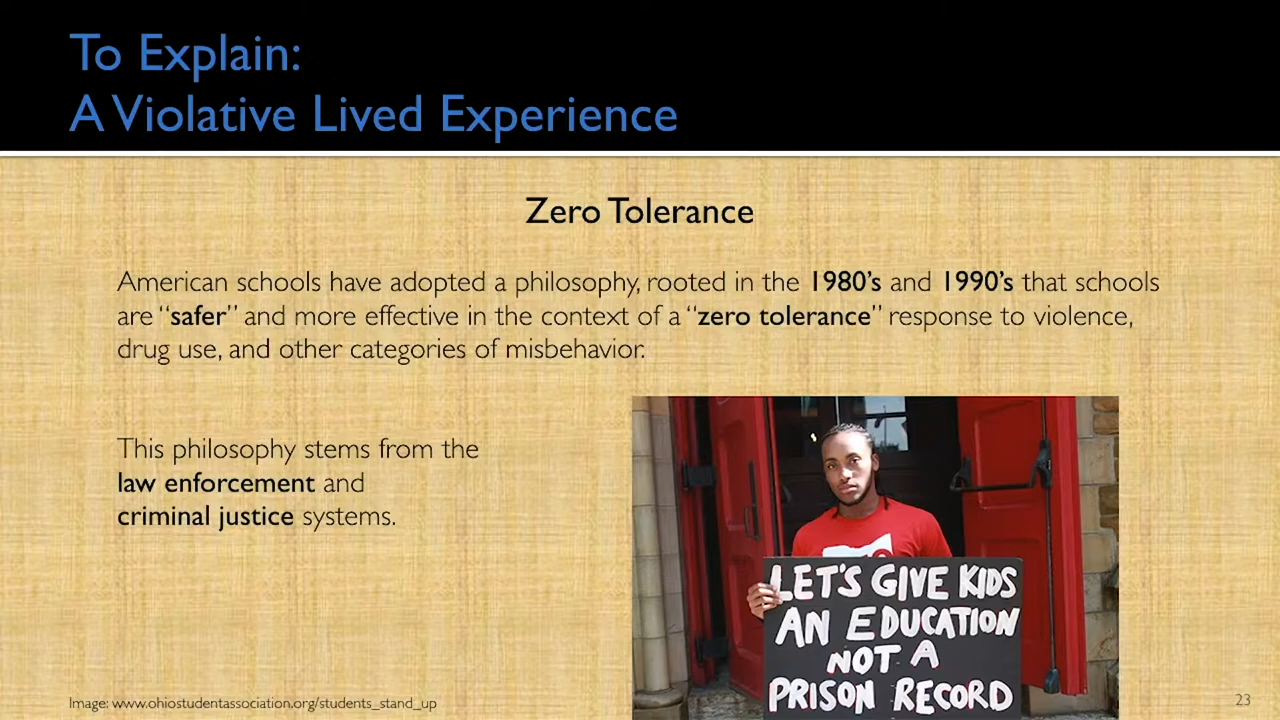 To Explain:
A Violative Lived Experience
Zero Tolerance
American schools have adopted a philosophy, rooted in the 1980's and 1990's that schools
are “safer” and more effective in the context of a “zero tolerance” response to violence,
drug use, and other categories of misbehavior.
This philosophy stems from the
law enforcement and
criminal justice systems.
LET'S GIVE KIDS
AN EDUCATION
NOT A
PRISON RECORD
Image: www.ohiostudentassociation.org/students_stand_up
23